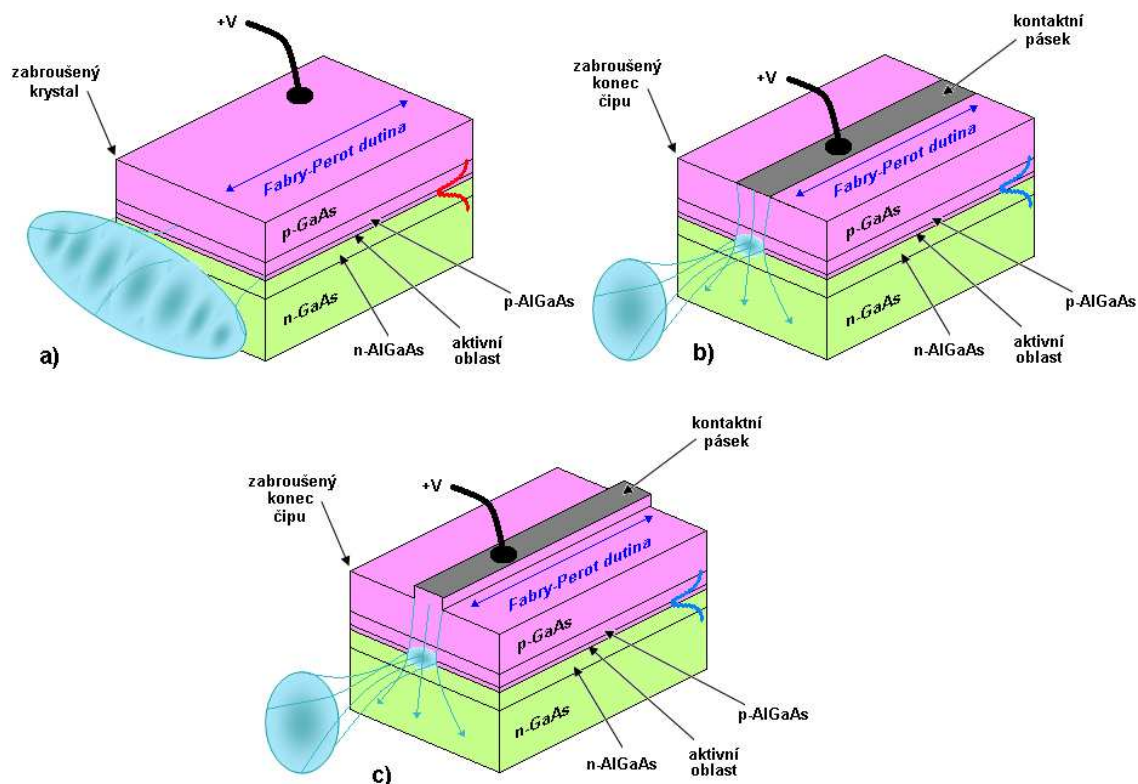 +V
zabroušený
krystal
Fabry-Perot dutina
p-GaAs
n-GaAs
p-AlGaAs
aktivní
oblast
n-AlGaAs
a)
kontaktní
pásek
zabroušený
konec
čipu
+V
Fabry-Perot dutina
p-GaAs
n-GaAs
p-AlGaAs
aktivní
oblast
n-AlGaAs
b)
kontaktní
pásek
zabroušený
konec
čipu
+V
Fabry-Perot dutina
p-GaAs
n-GaAs
p-AlGaAs
aktivní
oblast
n-AlGaAs
c)